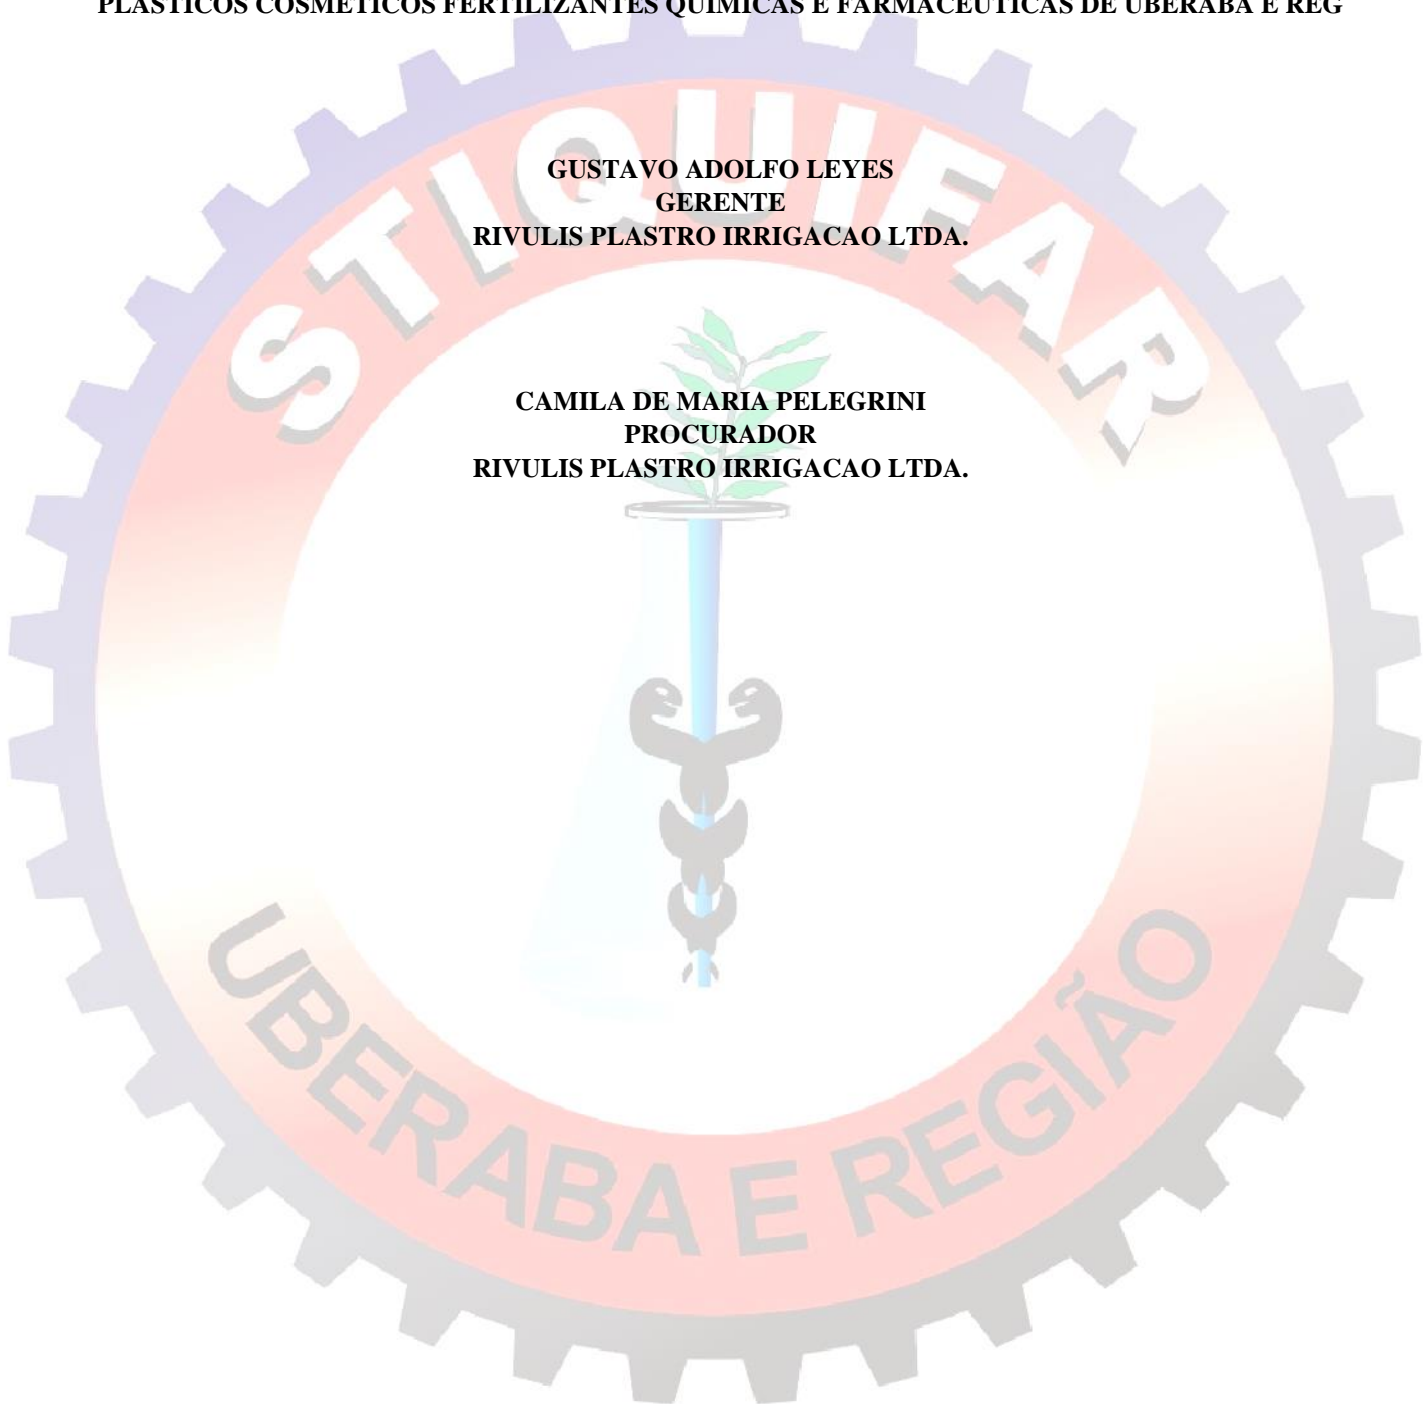 PLASTICOS COSMETICOS FERTILIZANTES QUIMICAS E FARMACEUTICAS DE UBERABA E REG
STIQUIFAR
GUSTAVO ADOLFO LEYES
GERENTE
RIVULIS PLASTRO IRRIGACAO LTDA.
CAMILA DE MARIA PELEGRINI
PROCURADOR
RIVULIS PLASTRO IRRIGACAO LTDA.
UBERABA E REGIÃO